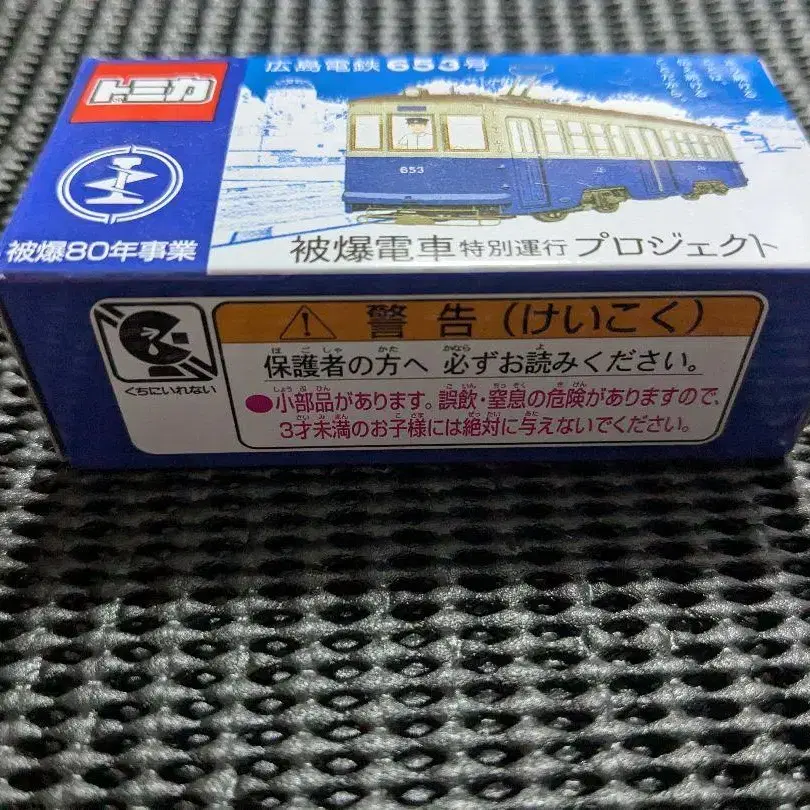 トミカ
広島電鉄653号
653
被爆80年事業
被爆電車特別運行プロジェクト
くちにいれない
警告(けいこく)
保護者の方へ 必ずお読みください。
●小部品があります。誤飲・窒息の危険がありますので、
3才未満のお子様には絶対に与えないでください。